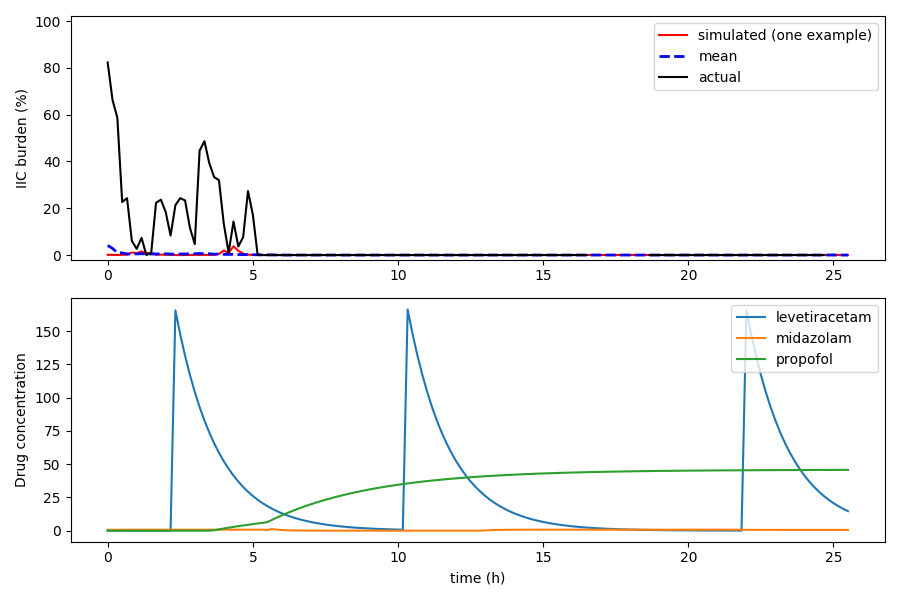 100
80
60
40
20
0
IIC burden (%)
simulated (one example)
mean
actual
0 5 10 15 20 25
150
125
100
75
50
25
0
Drug concentration
levetiracetam
midazolam
propofol
0 5 10 15 20 25
time (h)